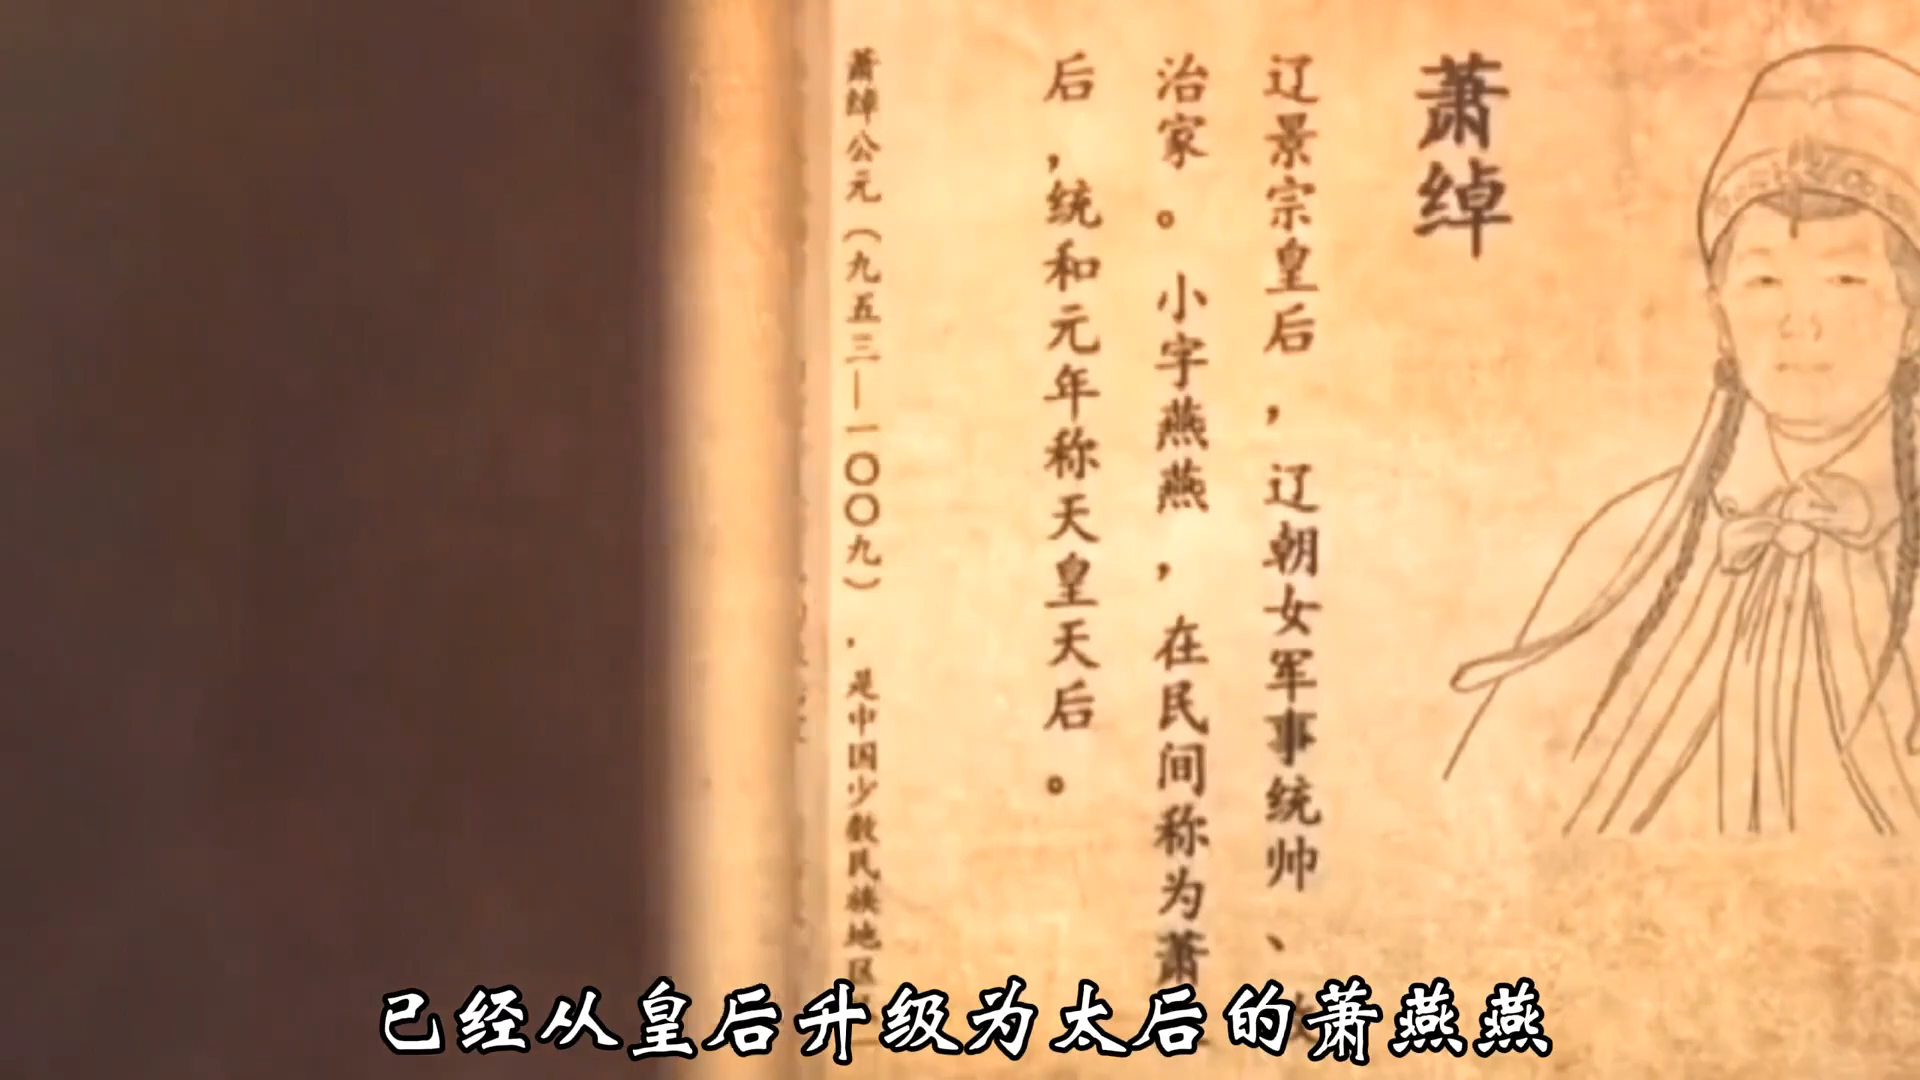 萧绰
辽景宗皇后，辽朝女军事统帅、
治家。小字燕燕，在民间称为萧
后，统和元年称天皇天后。
萧绰公元（九五三—一〇〇九），是中国少数民族地区
已经从皇后升级为太后的萧燕燕